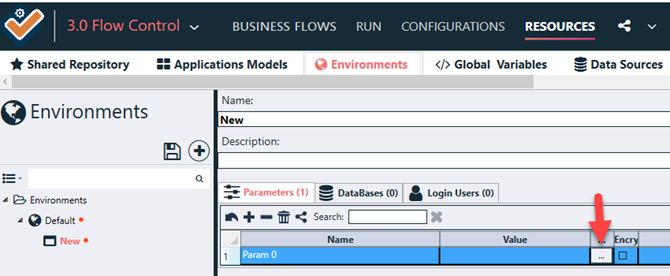 3.0 Flow Control BUSINESS FLOWS RUN CONFIGURATIONS RESOURCES
Shared Repository Applications Models Environments Global Variables Data Sources
Environments
Name:
New
Description:
Environments
Default
New
Parameters (1) DataBases (0) Login Users (0)
Search:
Name Value ... Encry
1 Param 0 ...